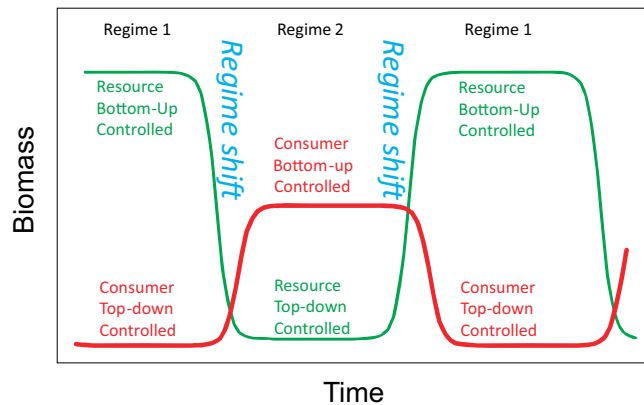 Regime 1
Regime 2
Regime 1
Resource
Bottom-Up
Controlled
Regime shift
Consumer
Bottom-up
Controlled
Regime shift
Resource
Bottom-Up
Controlled
Consumer
Top-down
Controlled
Resource
Top-down
Controlled
Consumer
Top-down
Controlled
Biomass
Time